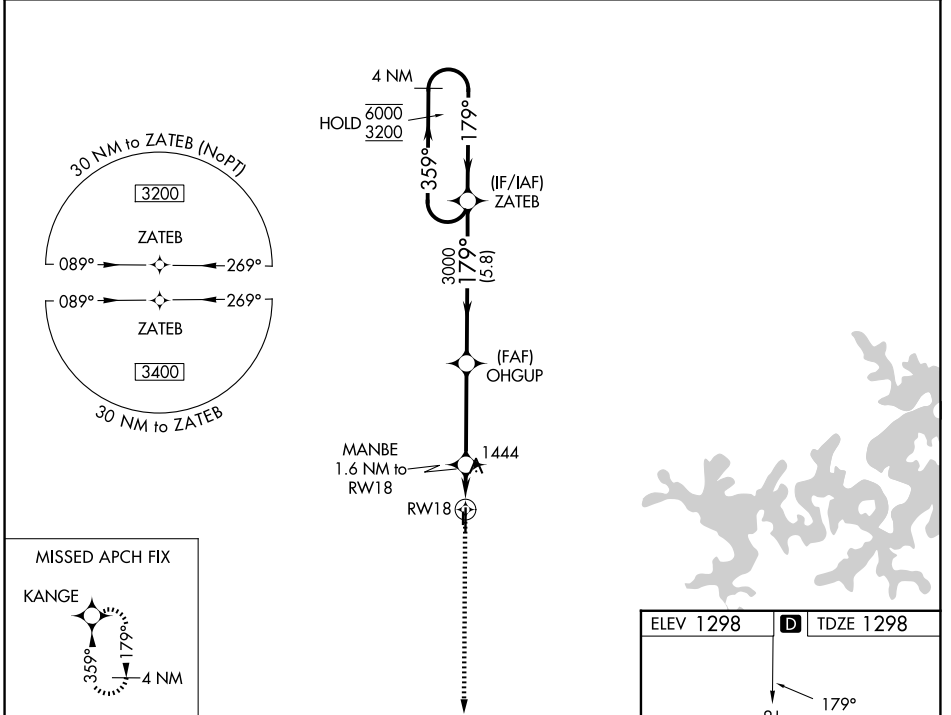 4 NM
HOLD 6000
3200
179°
359°
(IF/IAF)
ZATEB
30 NM to ZATEB (NoPT)
3200
ZATEB
089°
269°
089°
269°
ZATEB
3400
30 NM to ZATEB
3000
179°
(5.8)
(FAF)
OHGUP
MANBE
1.6 NM to
RW18
1444
RW18
MISSED APCH FIX
KANGE
359°
179°
4 NM
ELEV 1298 D TDZE 1298
179°